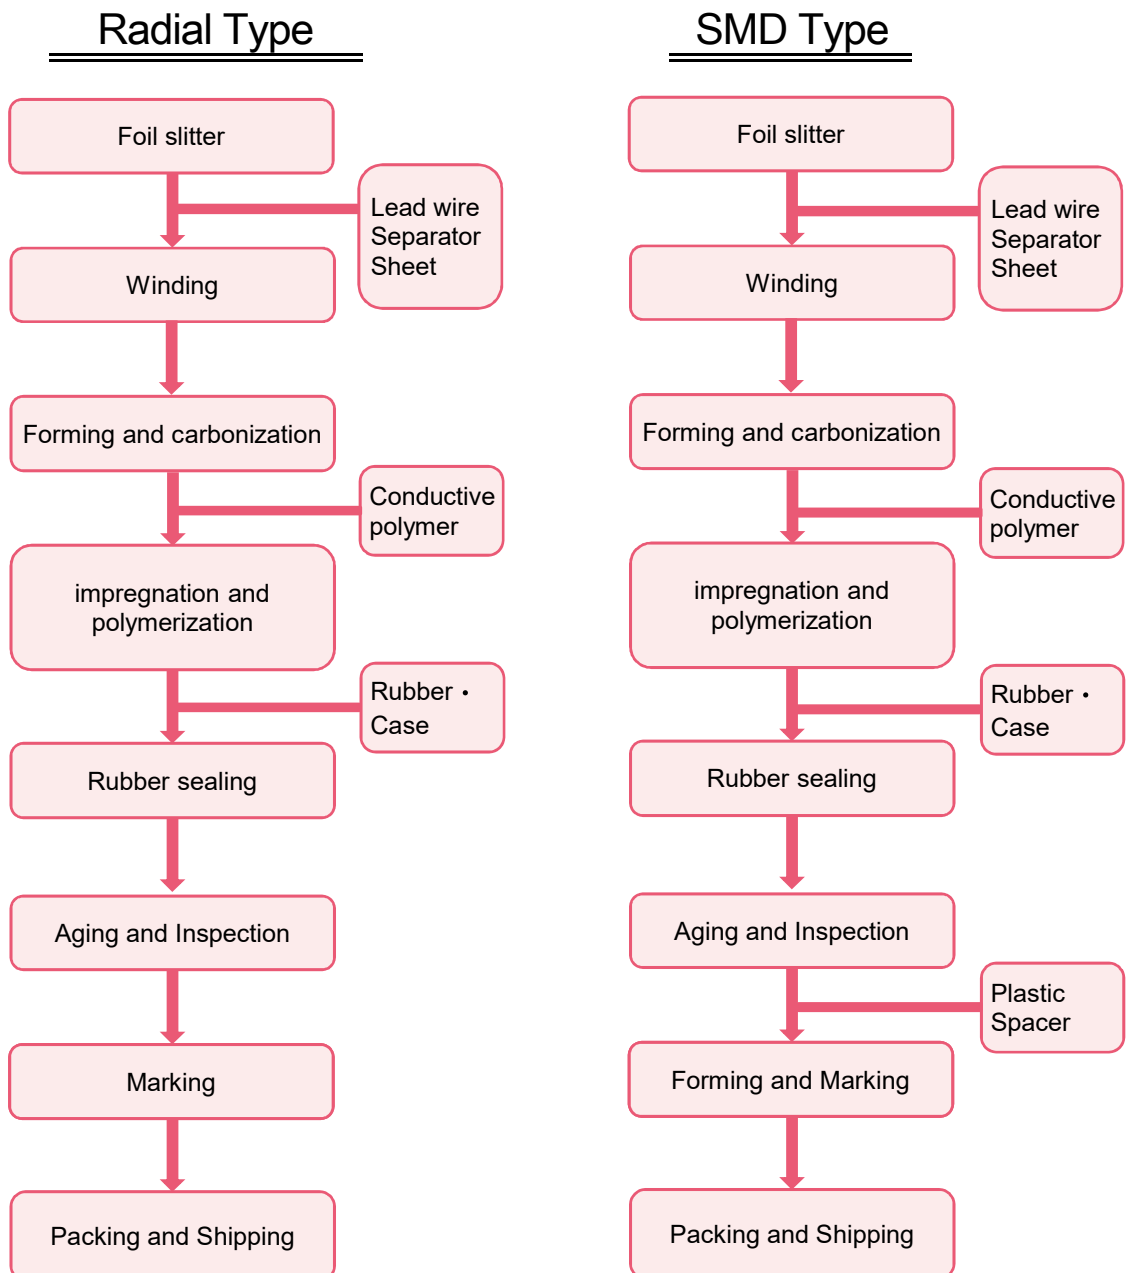 Radial Type
Foil slitter
Lead wire
Separator
Sheet
Winding
Forming and carbonization
Conductive
polymer
impregnation and
polymerization
Rubber・
Case
Rubber sealing
Aging and Inspection
Marking
Packing and Shipping
SMD Type
Foil slitter
Lead wire
Separator
Sheet
Winding
Forming and carbonization
Conductive
polymer
impregnation and
polymerization
Rubber・
Case
Rubber sealing
Aging and Inspection
Plastic
Spacer
Forming and Marking
Packing and Shipping